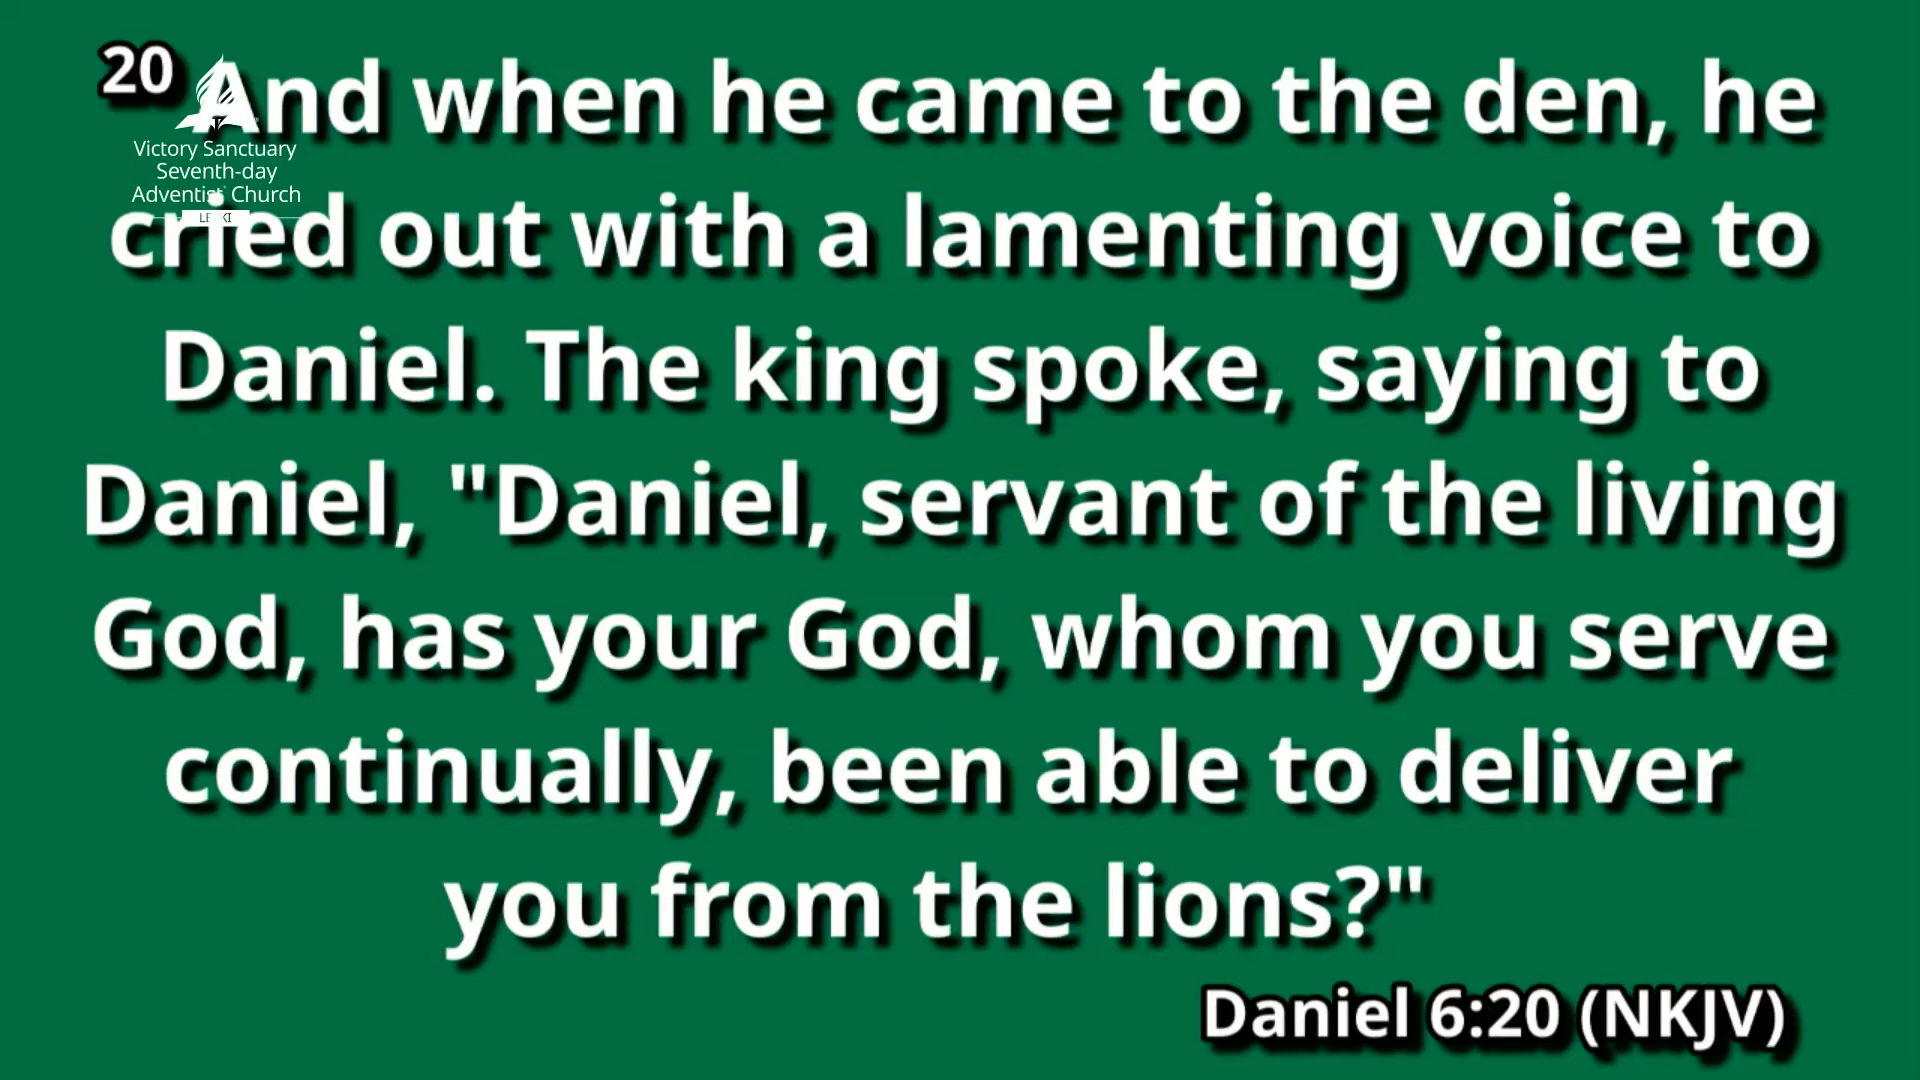 20 And when he came to the den, he
cried out with a lamenting voice to
Daniel. The king spoke, saying to
Daniel, "Daniel, servant of the living
God, has your God, whom you serve
continually, been able to deliver
you from the lions?"
Daniel 6:20 (NKJV)
Victory Sanctuary
Seventh-day
Adventist Church